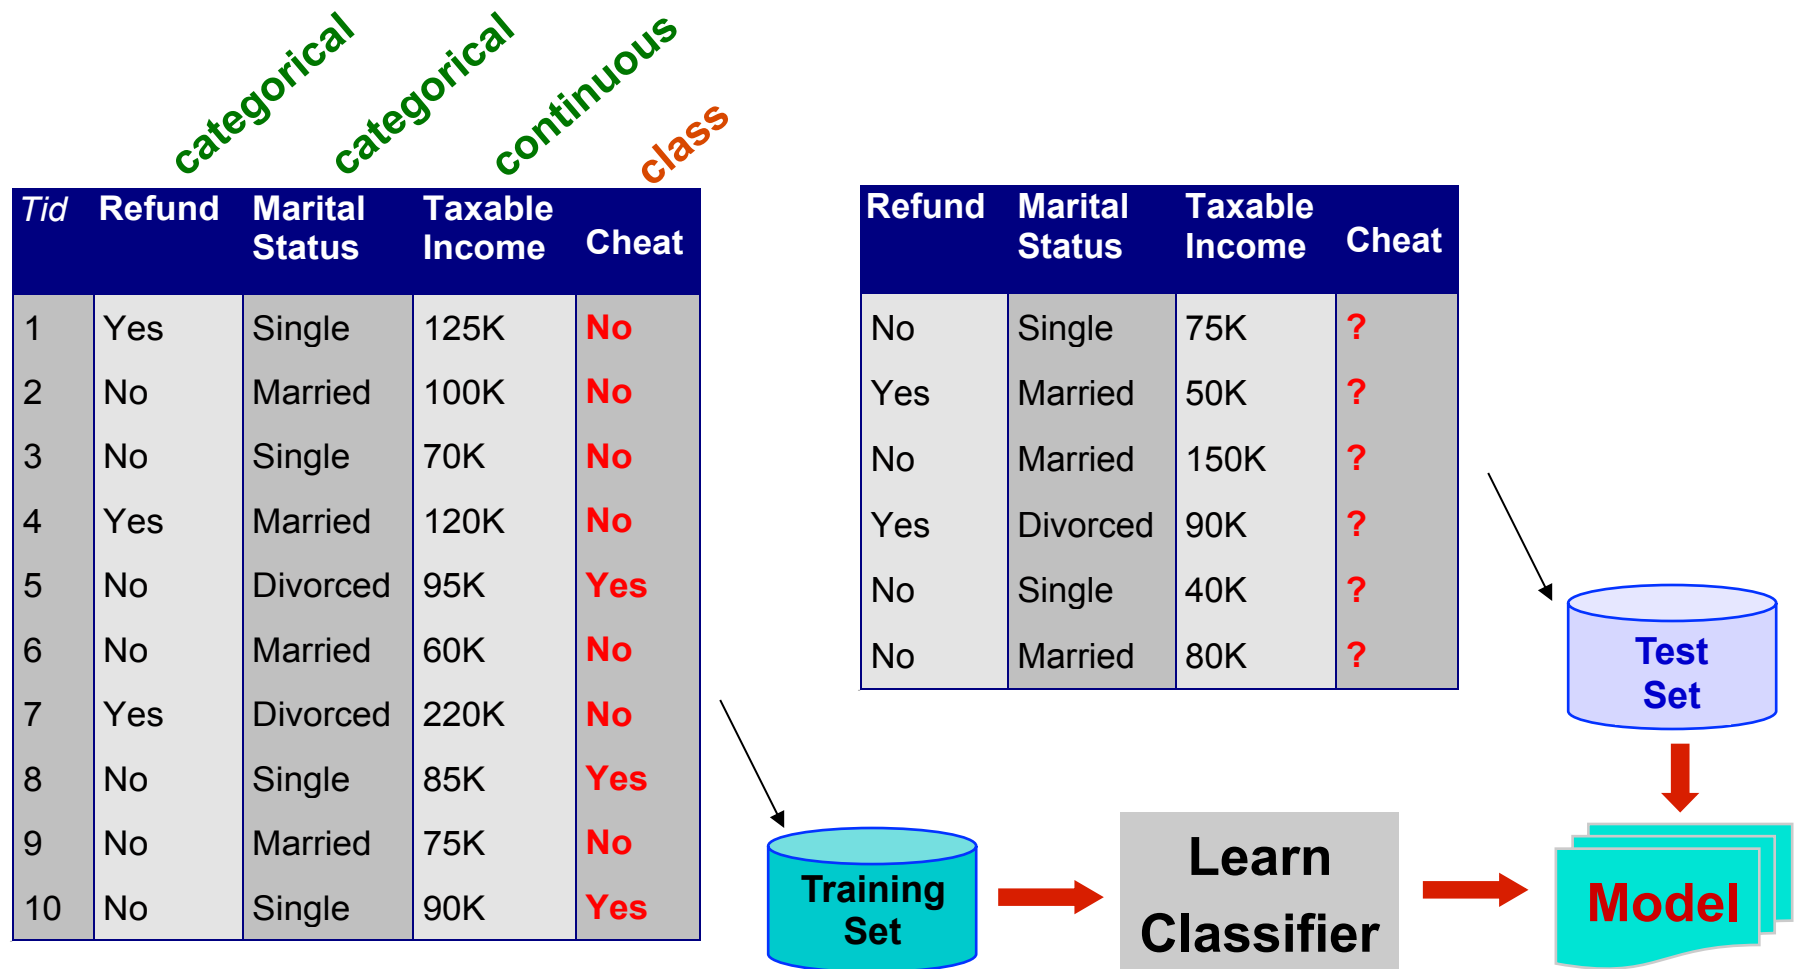 categorical categorical continuous class
Tid Refund Marital Status Taxable Income Cheat
1 Yes Single 125K No
2 No Married 100K No
3 No Single 70K No
4 Yes Married 120K No
5 No Divorced 95K Yes
6 No Married 60K No
7 Yes Divorced 220K No
8 No Single 85K Yes
9 No Married 75K No
10 No Single 90K Yes
Refund Marital Status Taxable Income Cheat
No Single 75K ?
Yes Married 50K ?
No Married 150K ?
Yes Divorced 90K ?
No Single 40K ?
No Married 80K ?
Test
Set
Training
Set
Learn
Classifier
Model